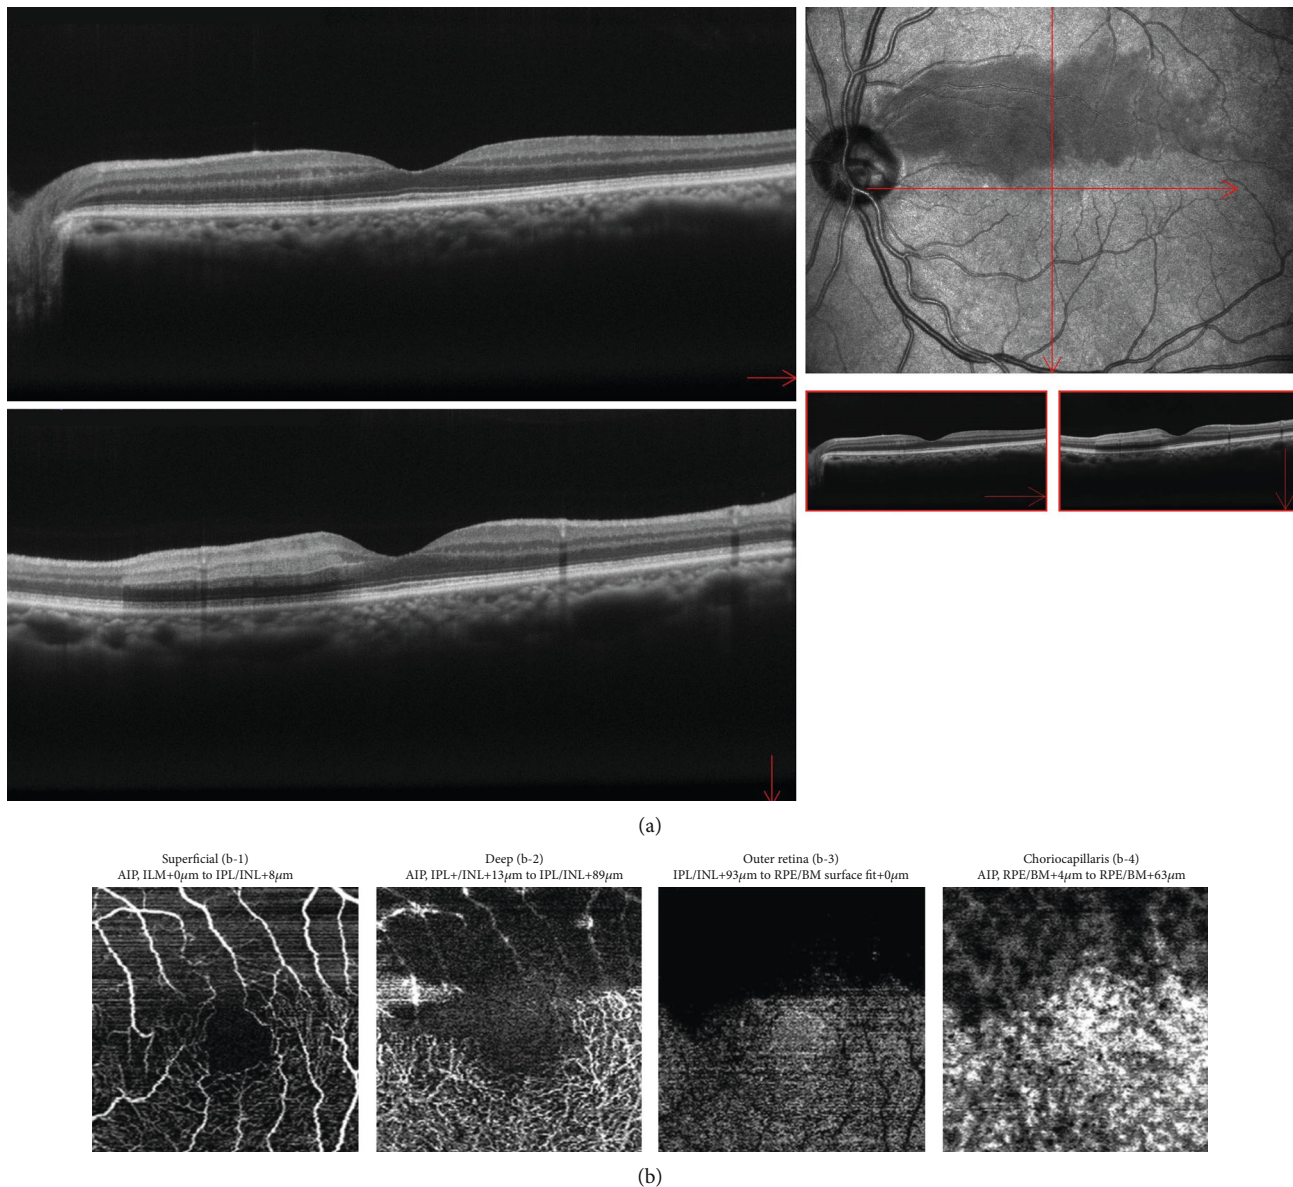 (a)
Superficial (b-1)
AIP, ILM+0μm to IPL/INL+8μm
Deep (b-2)
AIP, IPL+/INL+13μm to IPL/INL+89μm
Outer retina (b-3)
IPL/INL+93μm to RPE/BM surface fit+0μm
Choriocapillaris (b-4)
AIP, RPE/BM+4μm to RPE/BM+63μm
(b)